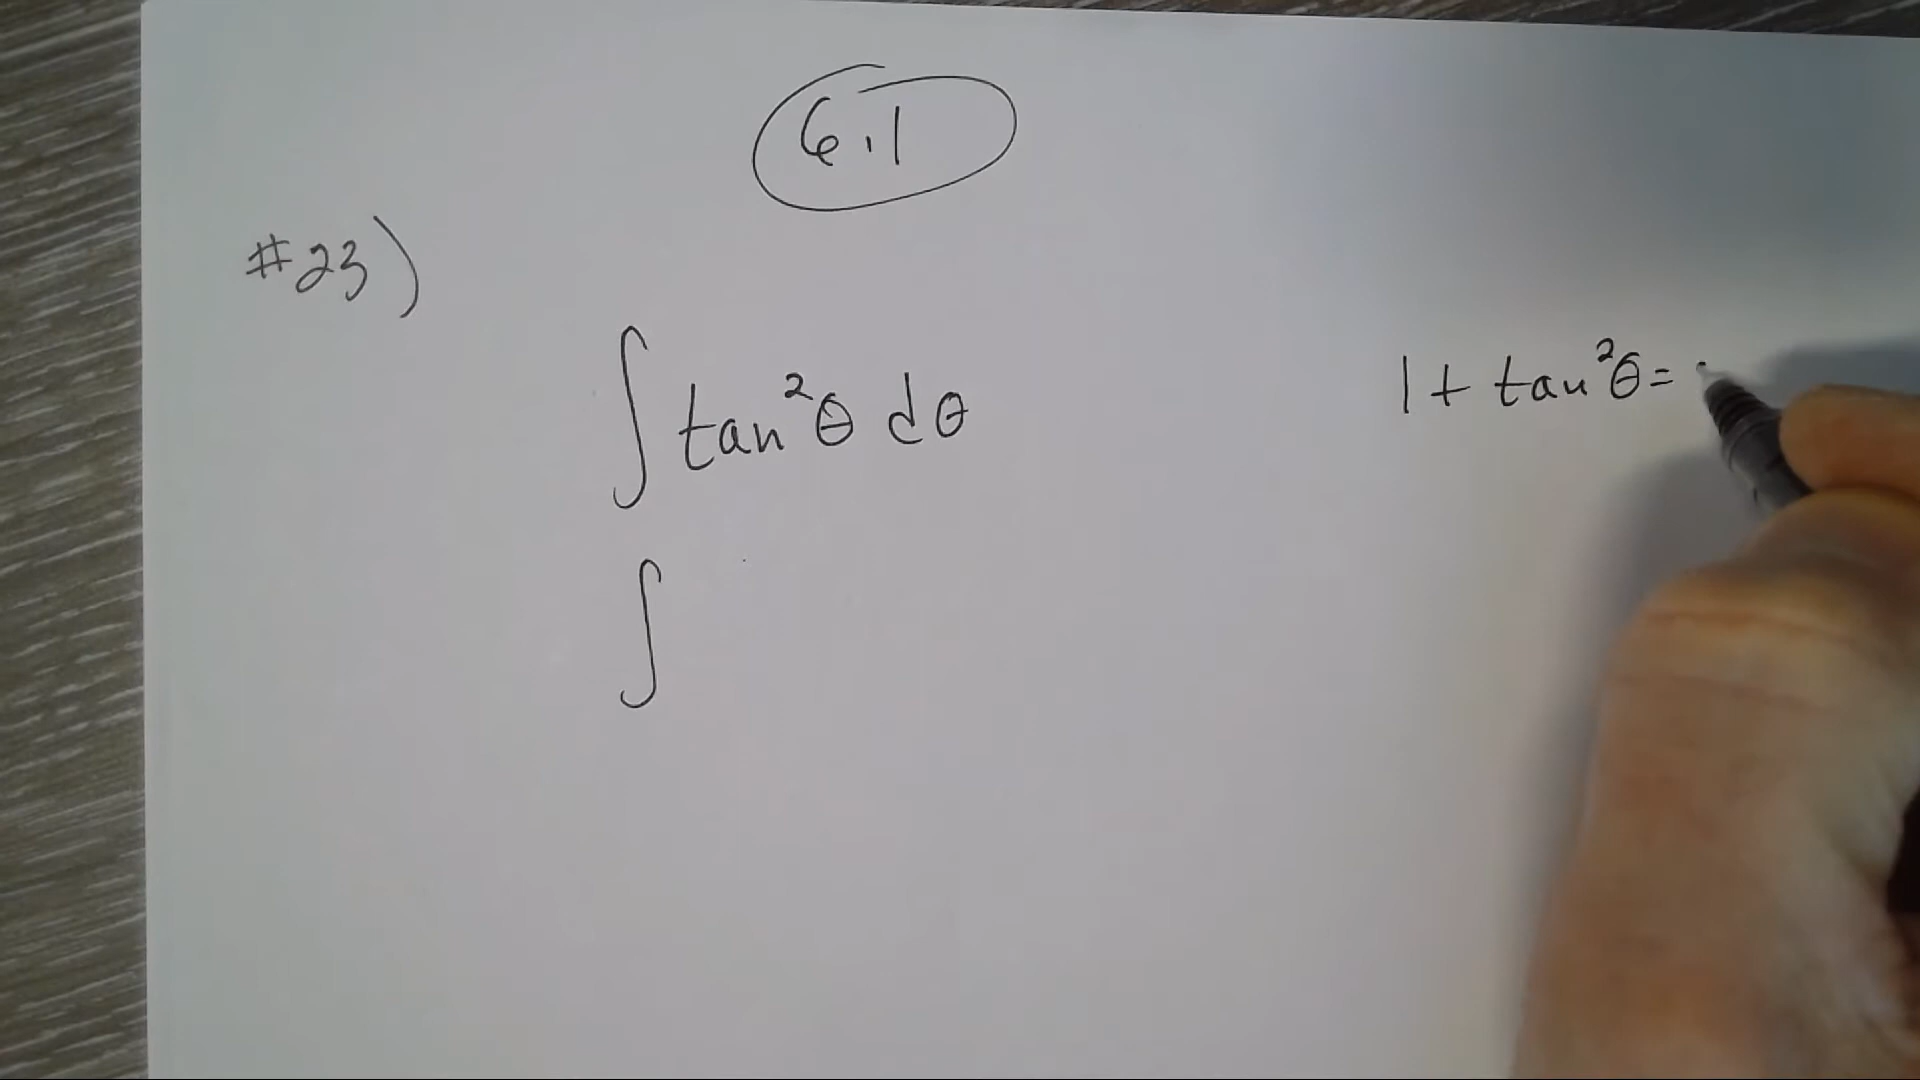 6.1
#23)
∫ tan²θ dθ
1 + tan²θ =
∫